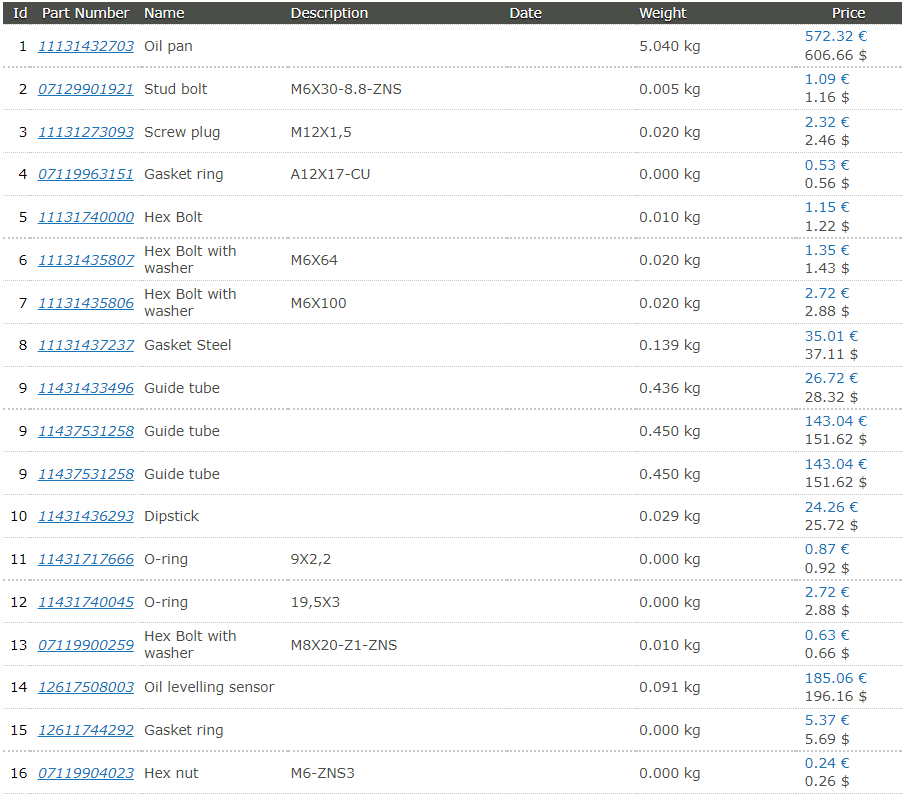 Id Part Number Name Description Date Weight Price
1 11131432703 Oil pan 5.040 kg 572.32 €
606.66 $
2 07129901921 Stud bolt M6X30-8.8-ZNS 0.005 kg 1.09 €
1.16 $
3 11131273093 Screw plug M12X1,5 0.020 kg 2.32 €
2.46 $
4 07119963151 Gasket ring A12X17-CU 0.000 kg 0.53 €
0.56 $
5 11131740000 Hex Bolt 0.010 kg 1.15 €
1.22 $
6 11131435807 Hex Bolt with
washer M6X64 0.020 kg 1.35 €
1.43 $
7 11131435806 Hex Bolt with
washer M6X100 0.020 kg 2.72 €
2.88 $
8 11131437237 Gasket Steel 0.139 kg 35.01 €
37.11 $
9 11431433496 Guide tube 0.436 kg 26.72 €
28.32 $
9 11437531258 Guide tube 0.450 kg 143.04 €
151.62 $
9 11437531258 Guide tube 0.450 kg 143.04 €
151.62 $
10 11431436293 Dipstick 0.029 kg 24.26 €
25.72 $
11 11431717666 O-ring 9X2,2 0.000 kg 0.87 €
0.92 $
12 11431740045 O-ring 19,5X3 0.000 kg 2.72 €
2.88 $
13 07119900259 Hex Bolt with
washer M8X20-Z1-ZNS 0.010 kg 0.63 €
0.66 $
14 12617508003 Oil levelling sensor 0.091 kg 185.06 €
196.16 $
15 12611744292 Gasket ring 0.000 kg 5.37 €
5.69 $
16 07119904023 Hex nut M6-ZNS3 0.000 kg 0.24 €
0.26 $